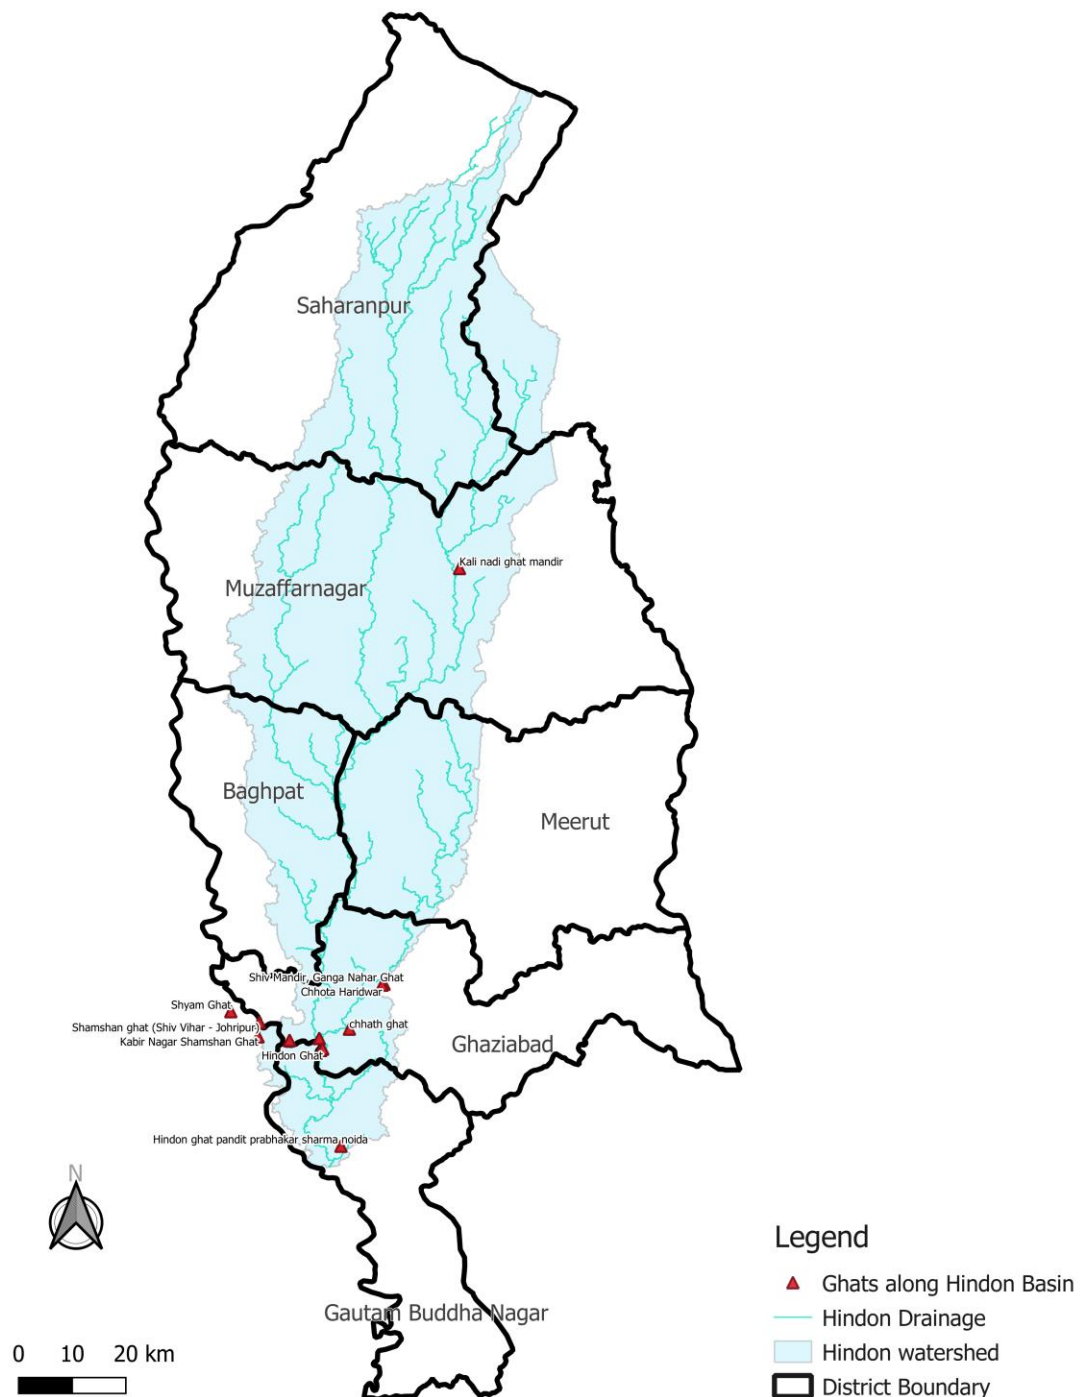 Saharanpur
Kali nadi ghat mandir
Muzaffarnagar
Baghpat
Meerut
Shiv Mandir, Ganga Nahar Ghat
Chhota Haridwar
Shyam Ghat
chhath ghat
Shamshan ghat (Shiv Vihar - Johripur)
Kabir Nagar Shamshan Ghat
Ghaziabad
Hindon Ghat
Hindon ghat pandit prabhakar sharma noida
N
Gautam Buddha Nagar
0 10 20 km
Legend
Ghats along Hindon Basin
Hindon Drainage
Hindon watershed
District Boundary